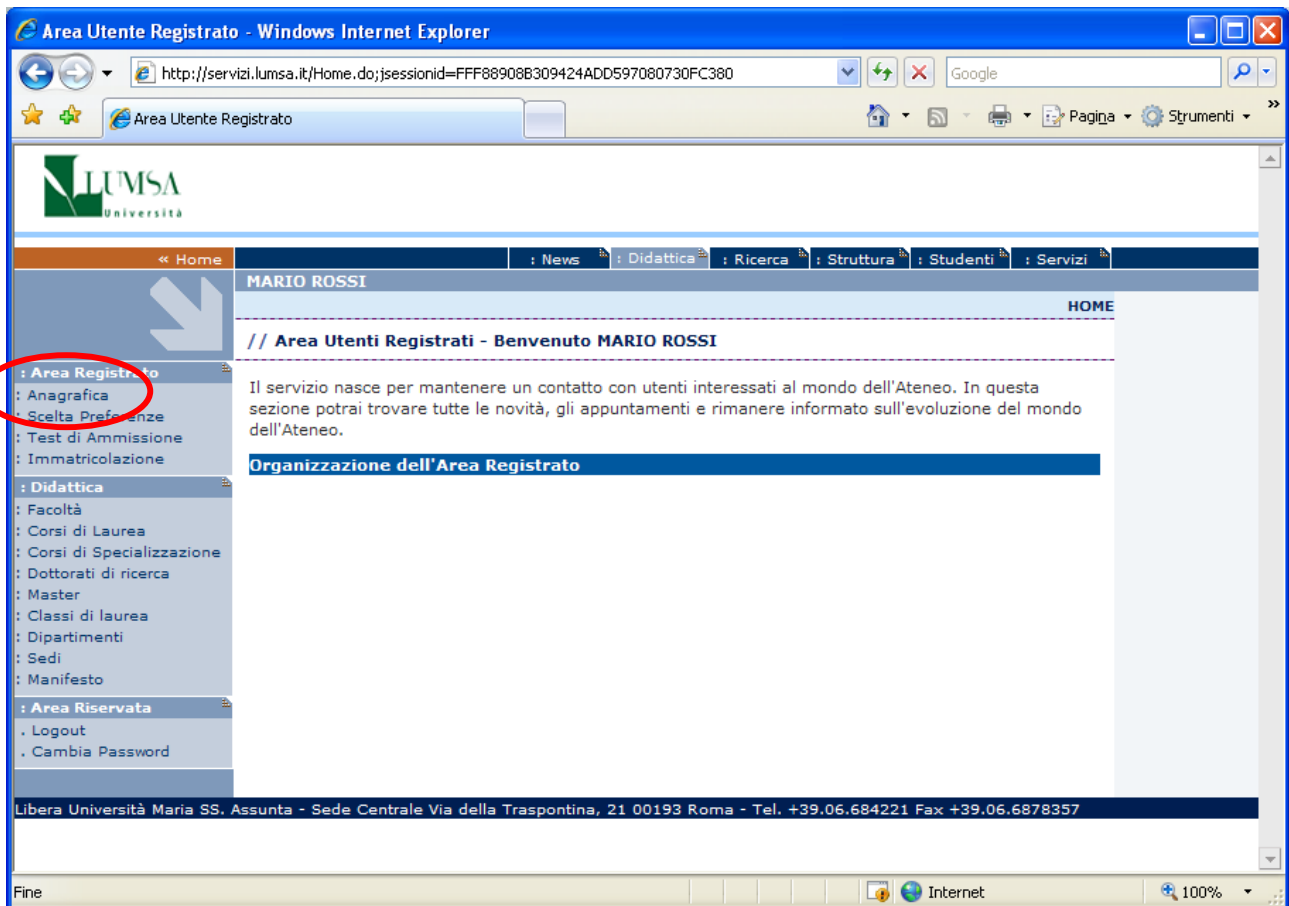 Area Utente Registrato - Windows Internet Explorer
http://servizi.lumsa.it/Home.do;jsessionid=FFF88908B309424ADD597080730FC380
Google
Area Utente Registrato
Pagina
Strumenti
»
LUMSA
Università
« Home
: News
: Didattica
: Ricerca
: Struttura
: Studenti
: Servizi
MARIO ROSSI
HOME
// Area Utenti Registrati - Benvenuto MARIO ROSSI
: Area Registrato
: Anagrafica
: Scelta Preferenze
: Test di Ammissione
: Immatricolazione
Il servizio nasce per mantenere un contatto con utenti interessati al mondo dell'Ateneo. In questa
sezione potrai trovare tutte le novità, gli appuntamenti e rimanere informato sull'evoluzione del mondo
dell'Ateneo.
Organizzazione dell'Area Registrato
: Didattica
: Facoltà
: Corsi di Laurea
: Corsi di Specializzazione
: Dottorati di ricerca
: Master
: Classi di laurea
: Dipartimenti
: Sedi
: Manifesto
: Area Riservata
. Logout
. Cambia Password
Libera Università Maria SS. Assunta - Sede Centrale Via della Traspontina, 21 00193 Roma - Tel. +39.06.684221 Fax +39.06.6878357
Fine
Internet
100%